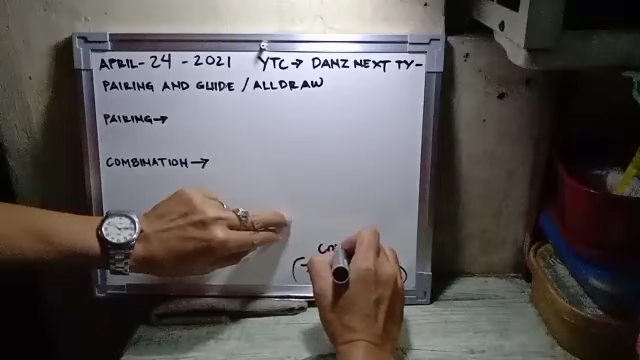 APRIL-24-2021 YTC→ DANZ NEXT TY-
PAIRING AND GUIDE / ALLDRAW
PAIRING→
COMBINATION→